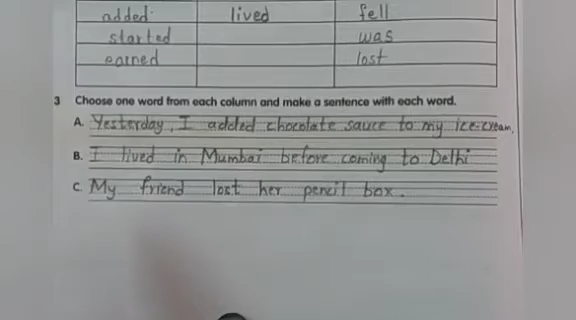 added lived fell
started was
earned lost
3 Choose one word from each column and make a sentence with each word.
A. Yesterday, I added chocolate sauce to my ice-cream.
B. I lived in Mumbai before coming to Delhi
C. My friend lost her pencil box.